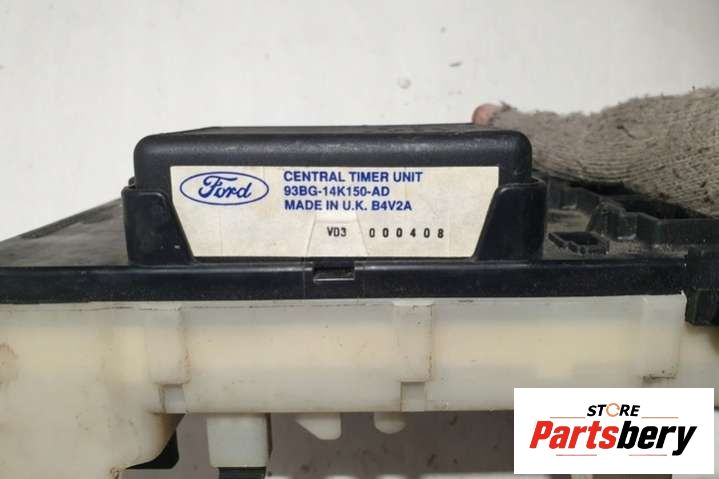 Ford
CENTRAL TIMER UNIT
93BG-14K150-AD
MADE IN U.K. B4V2A
VD3 000408
STORE
Partsbery